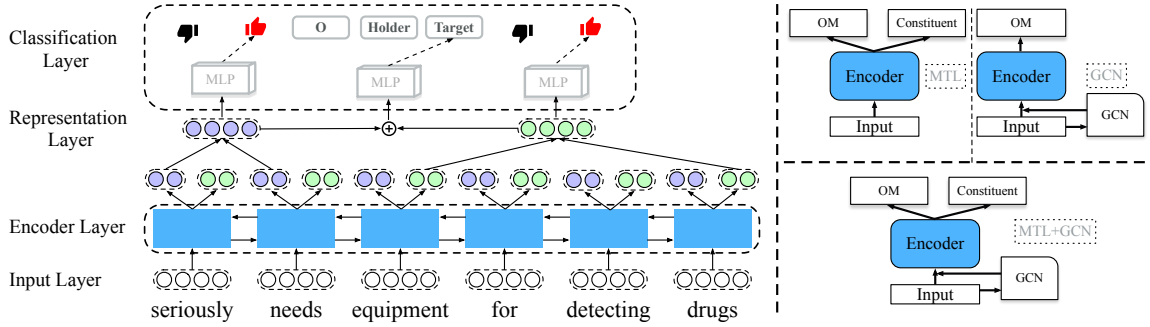 Classification
Layer
O
Holder
Target
MLP
MLP
MLP
Representation
Layer
+
Encoder Layer
Input Layer
seriously needs equipment for detecting drugs
OM
Constituent
Encoder
MTL
Input
OM
Encoder
GCN
GCN
Input
OM
Constituent
Encoder
MTL+GCN
GCN
Input